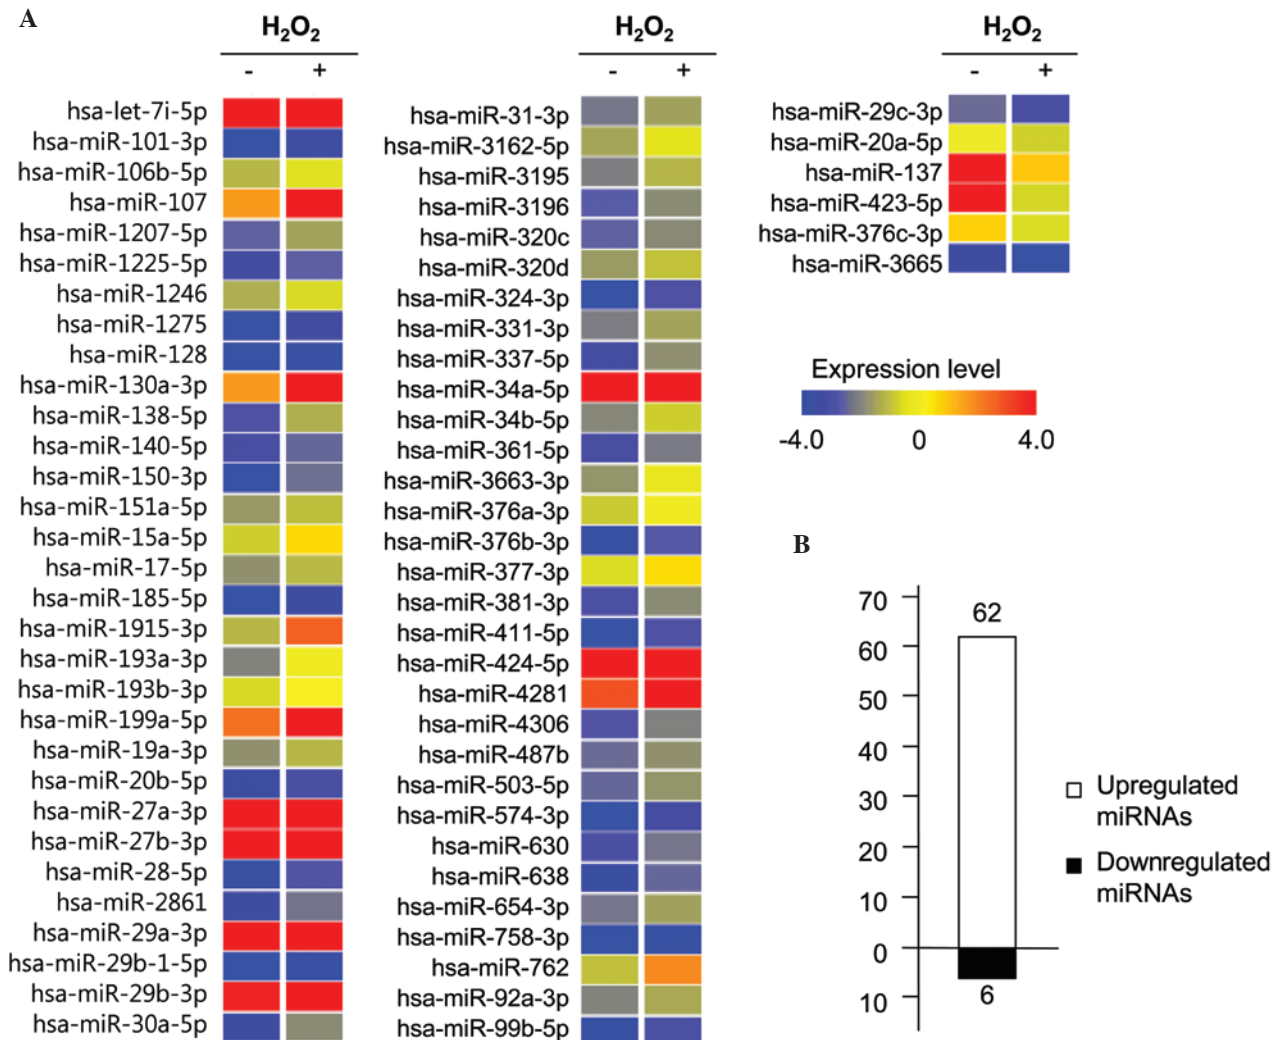 A
H₂O₂
- +
hsa-let-7i-5p
hsa-miR-101-3p
hsa-miR-106b-5p
hsa-miR-107
hsa-miR-1207-5p
hsa-miR-1225-5p
hsa-miR-1246
hsa-miR-1275
hsa-miR-128
hsa-miR-130a-3p
hsa-miR-138-5p
hsa-miR-140-5p
hsa-miR-150-3p
hsa-miR-151a-5p
hsa-miR-15a-5p
hsa-miR-17-5p
hsa-miR-185-5p
hsa-miR-1915-3p
hsa-miR-193a-3p
hsa-miR-193b-3p
hsa-miR-199a-5p
hsa-miR-19a-3p
hsa-miR-20b-5p
hsa-miR-27a-3p
hsa-miR-27b-3p
hsa-miR-28-5p
hsa-miR-2861
hsa-miR-29a-3p
hsa-miR-29b-1-5p
hsa-miR-29b-3p
hsa-miR-30a-5p
H₂O₂
- +
hsa-miR-31-3p
hsa-miR-3162-5p
hsa-miR-3195
hsa-miR-3196
hsa-miR-320c
hsa-miR-320d
hsa-miR-324-3p
hsa-miR-331-3p
hsa-miR-337-5p
hsa-miR-34a-5p
hsa-miR-34b-5p
hsa-miR-361-5p
hsa-miR-3663-3p
hsa-miR-376a-3p
hsa-miR-376b-3p
hsa-miR-377-3p
hsa-miR-381-3p
hsa-miR-411-5p
hsa-miR-424-5p
hsa-miR-4281
hsa-miR-4306
hsa-miR-487b
hsa-miR-503-5p
hsa-miR-574-3p
hsa-miR-630
hsa-miR-638
hsa-miR-654-3p
hsa-miR-758-3p
hsa-miR-762
hsa-miR-92a-3p
hsa-miR-99b-5p
H₂O₂
- +
hsa-miR-29c-3p
hsa-miR-20a-5p
hsa-miR-137
hsa-miR-423-5p
hsa-miR-376c-3p
hsa-miR-3665
Expression level
-4.0 0 4.0
B
70
60
50
40
30
20
10
0
10
62
6
Upregulated
miRNAs
Downregulated
miRNAs